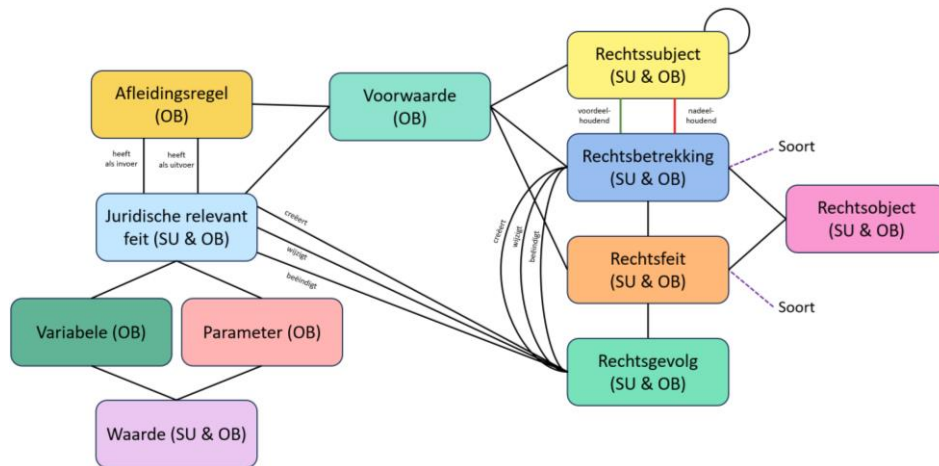 Rechtssubject
(SU & OB)
Afleidingsregel
(OB)
Voorwaarde
(OB)
voordeel-
houdend
nadeel-
houdend
heeft
als invoer
heeft
als uitvoer
Rechtsbetrekking
(SU & OB)
Soort
Juridische relevant
feit (SU & OB)
Rechtsobject
(SU & OB)
creëert
wijzigt
beëindigt
creëert
wijzigt
beëindigt
Rechtsfeit
(SU & OB)
Soort
Variabele (OB)
Parameter (OB)
Rechtsgevolg
(SU & OB)
Waarde (SU & OB)